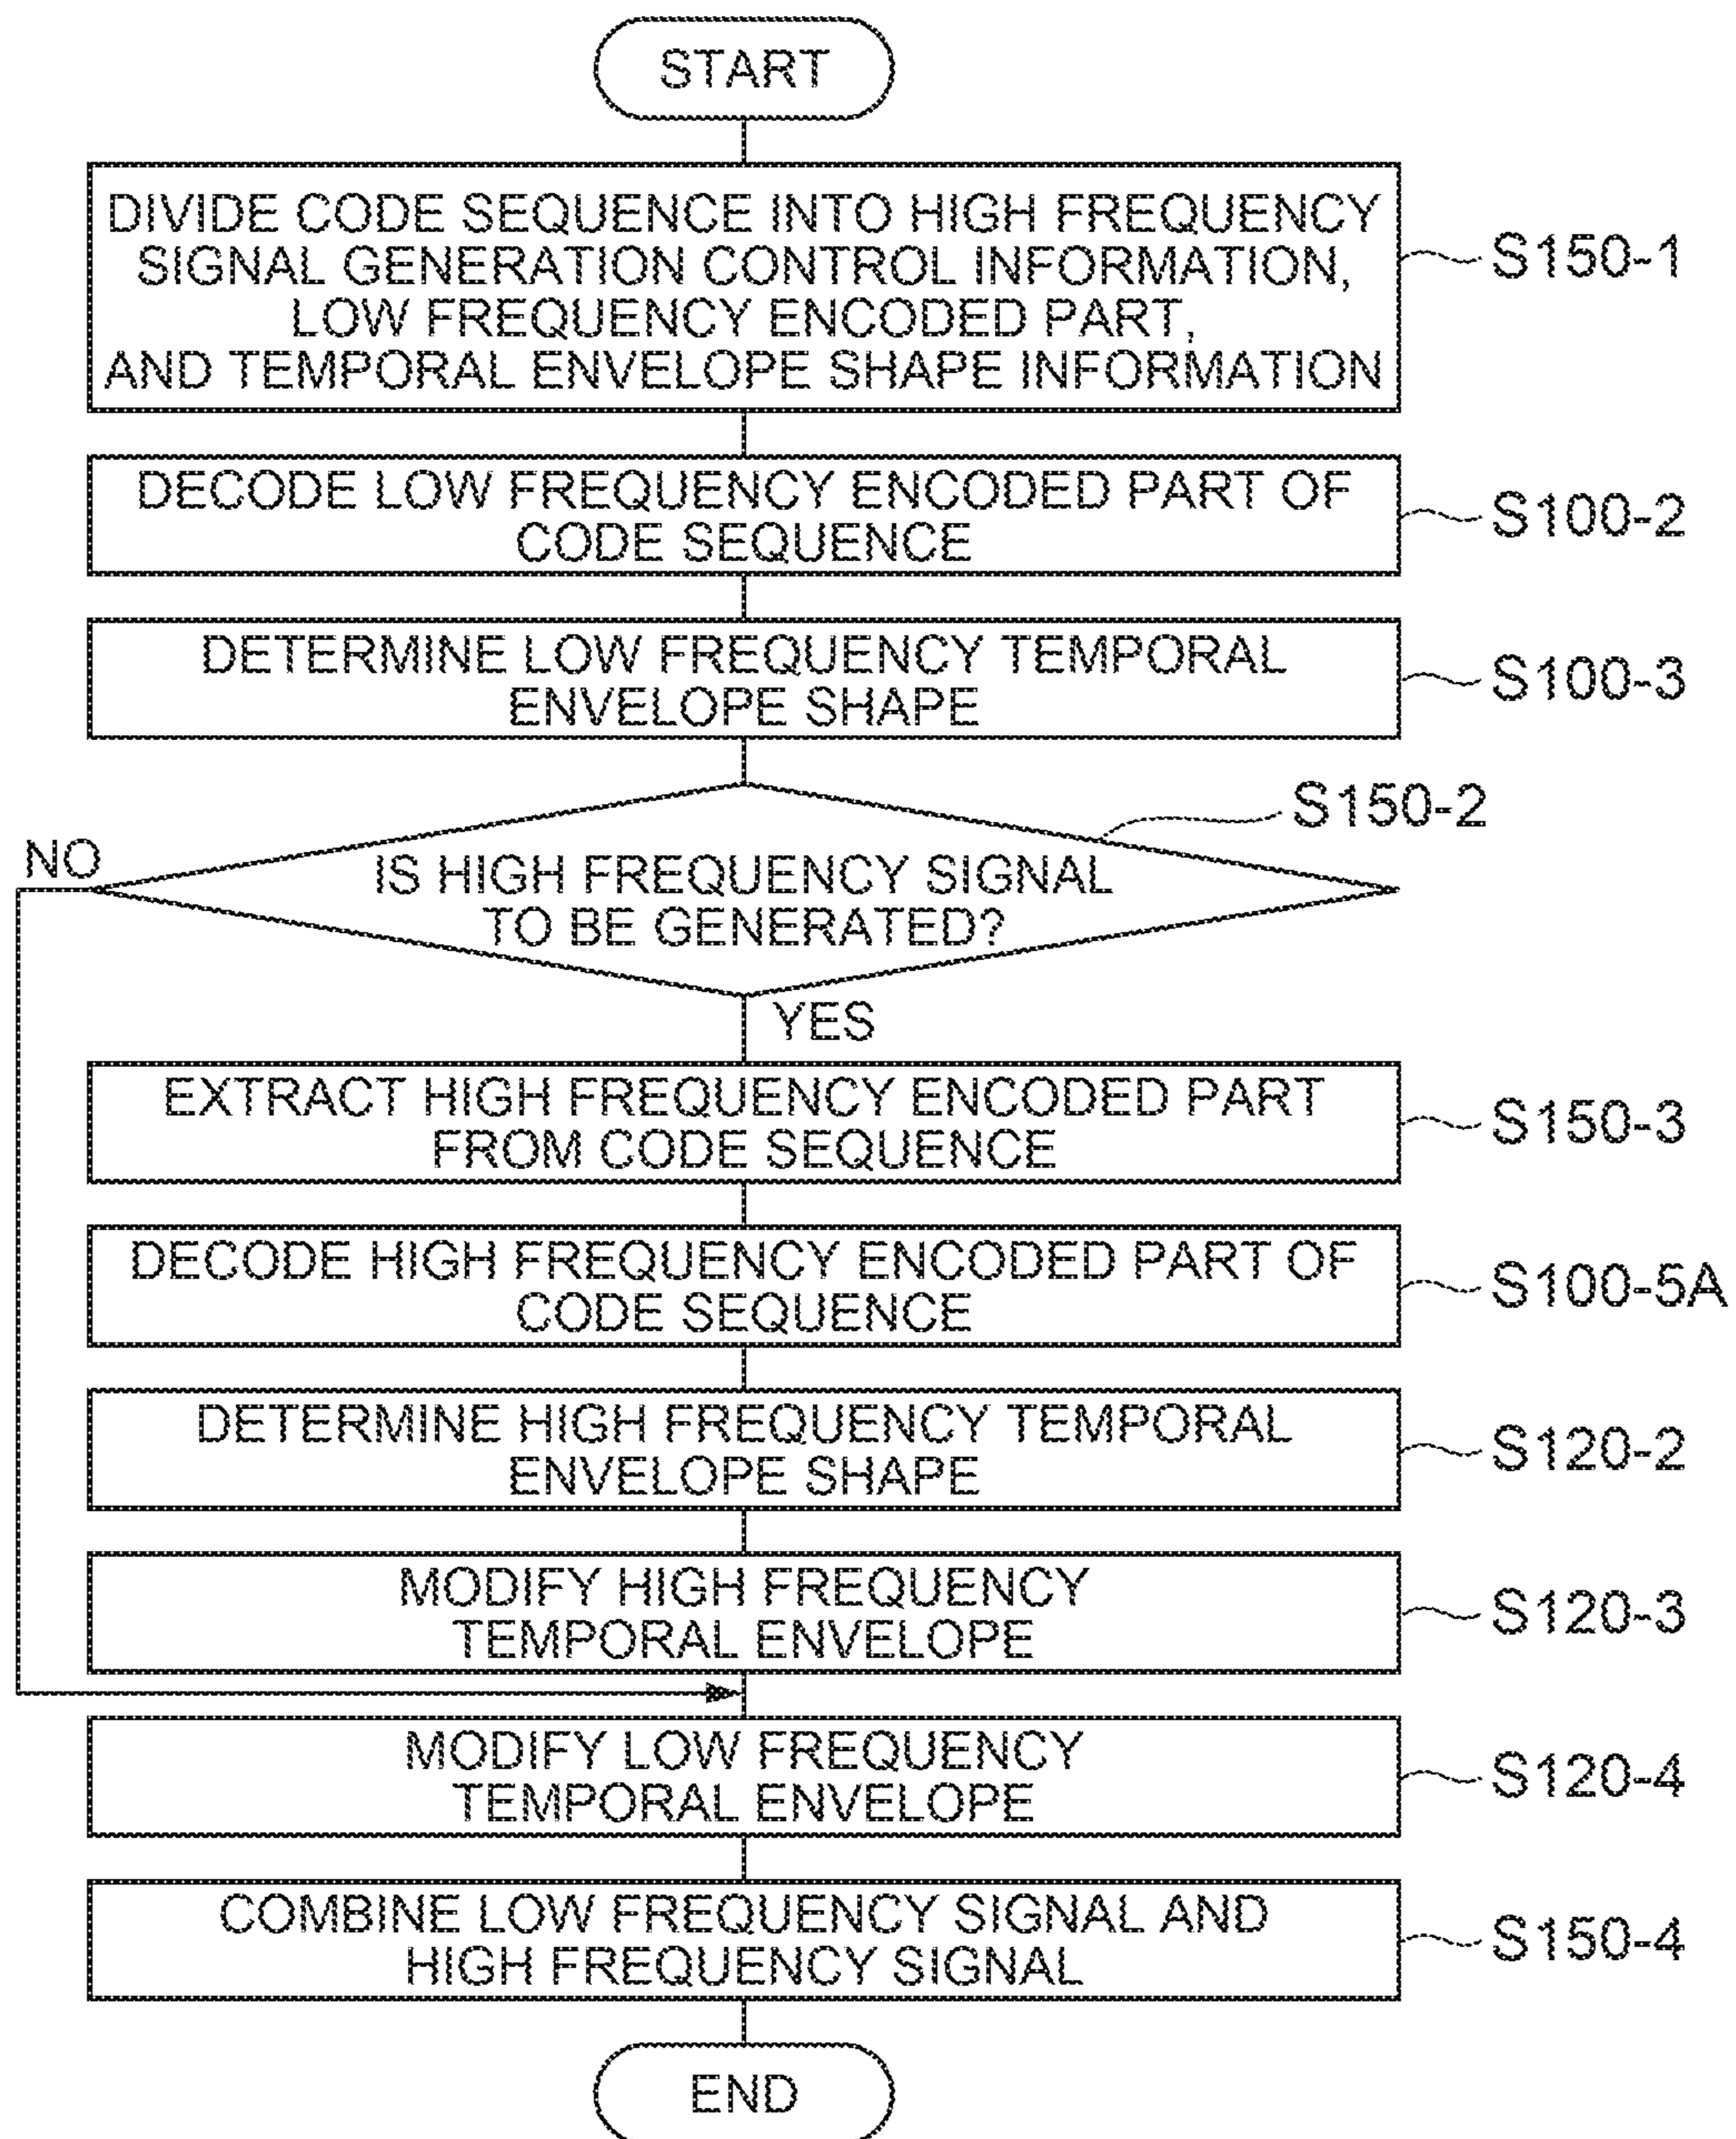 START
DIVIDE CODE SEQUENCE INTO HIGH FREQUENCY
SIGNAL GENERATION CONTROL INFORMATION,
LOW FREQUENCY ENCODED PART,
AND TEMPORAL ENVELOPE SHAPE INFORMATION
S150-1
DECODE LOW FREQUENCY ENCODED PART OF
CODE SEQUENCE
S100-2
DETERMINE LOW FREQUENCY TEMPORAL
ENVELOPE SHAPE
S100-3
S150-2
NO
IS HIGH FREQUENCY SIGNAL
TO BE GENERATED?
YES
EXTRACT HIGH FREQUENCY ENCODED PART
FROM CODE SEQUENCE
S150-3
DECODE HIGH FREQUENCY ENCODED PART OF
CODE SEQUENCE
S100-5A
DETERMINE HIGH FREQUENCY TEMPORAL
ENVELOPE SHAPE
S120-2
MODIFY HIGH FREQUENCY
TEMPORAL ENVELOPE
S120-3
MODIFY LOW FREQUENCY
TEMPORAL ENVELOPE
S120-4
COMBINE LOW FREQUENCY SIGNAL AND
HIGH FREQUENCY SIGNAL
S150-4
END